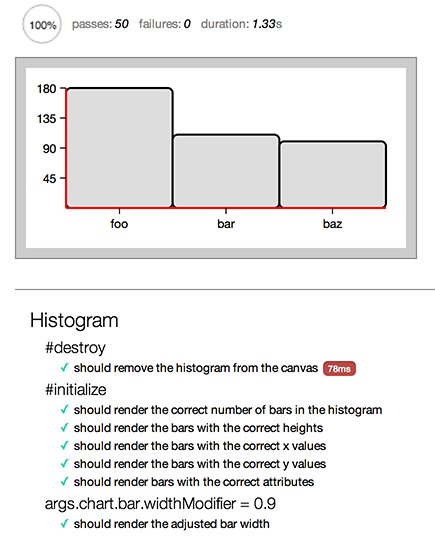 100% passes: 50 failures: 0 duration: 1.33s
180
135
90
45
foo bar baz
Histogram
#destroy
✓ should remove the histogram from the canvas 78ms
#initialize
✓ should render the correct number of bars in the histogram
✓ should render the bars with the correct heights
✓ should render the bars with the correct x values
✓ should render the bars with the correct y values
✓ should render bars with the correct attributes
args.chart.bar.widthModifier = 0.9
✓ should render the adjusted bar width